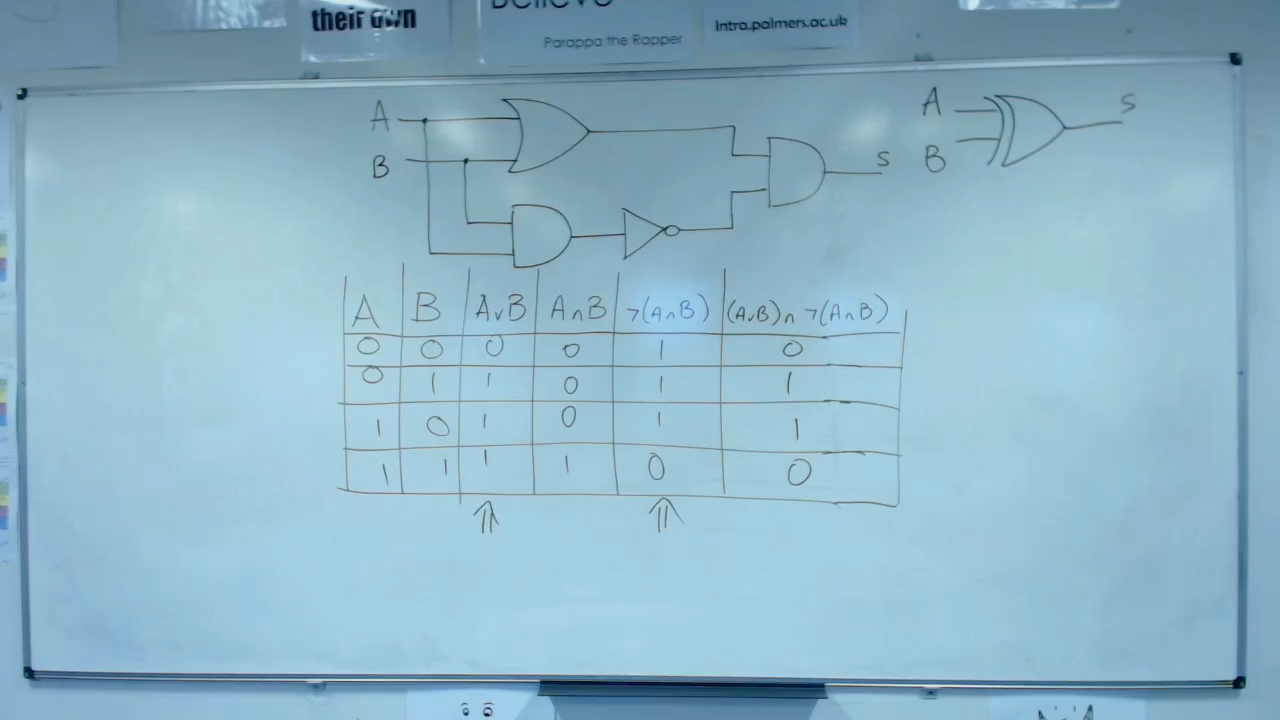 their own
Believe
Parappa the Rapper
Intra.palmers.ac.uk
A
B
S
A
B
S
A B A∨B A∩B ¬(A∩B) (A∨B)∩¬(A∩B)
0 0 0 0 1 0
0 1 1 0 1 1
1 0 1 0 1 1
1 1 1 1 0 0